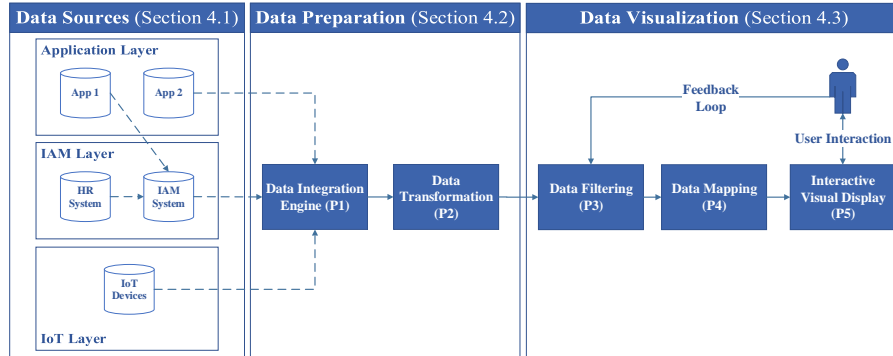 Data Sources (Section 4.1)
Data Preparation (Section 4.2)
Data Visualization (Section 4.3)
Application Layer
App 1
App 2
IAM Layer
HR
System
IAM
System
IoT
Devices
IoT Layer
Data Integration
Engine (P1)
Data
Transformation
(P2)
Feedback
Loop
User Interaction
Data Filtering
(P3)
Data Mapping
(P4)
Interactive
Visual Display
(P5)